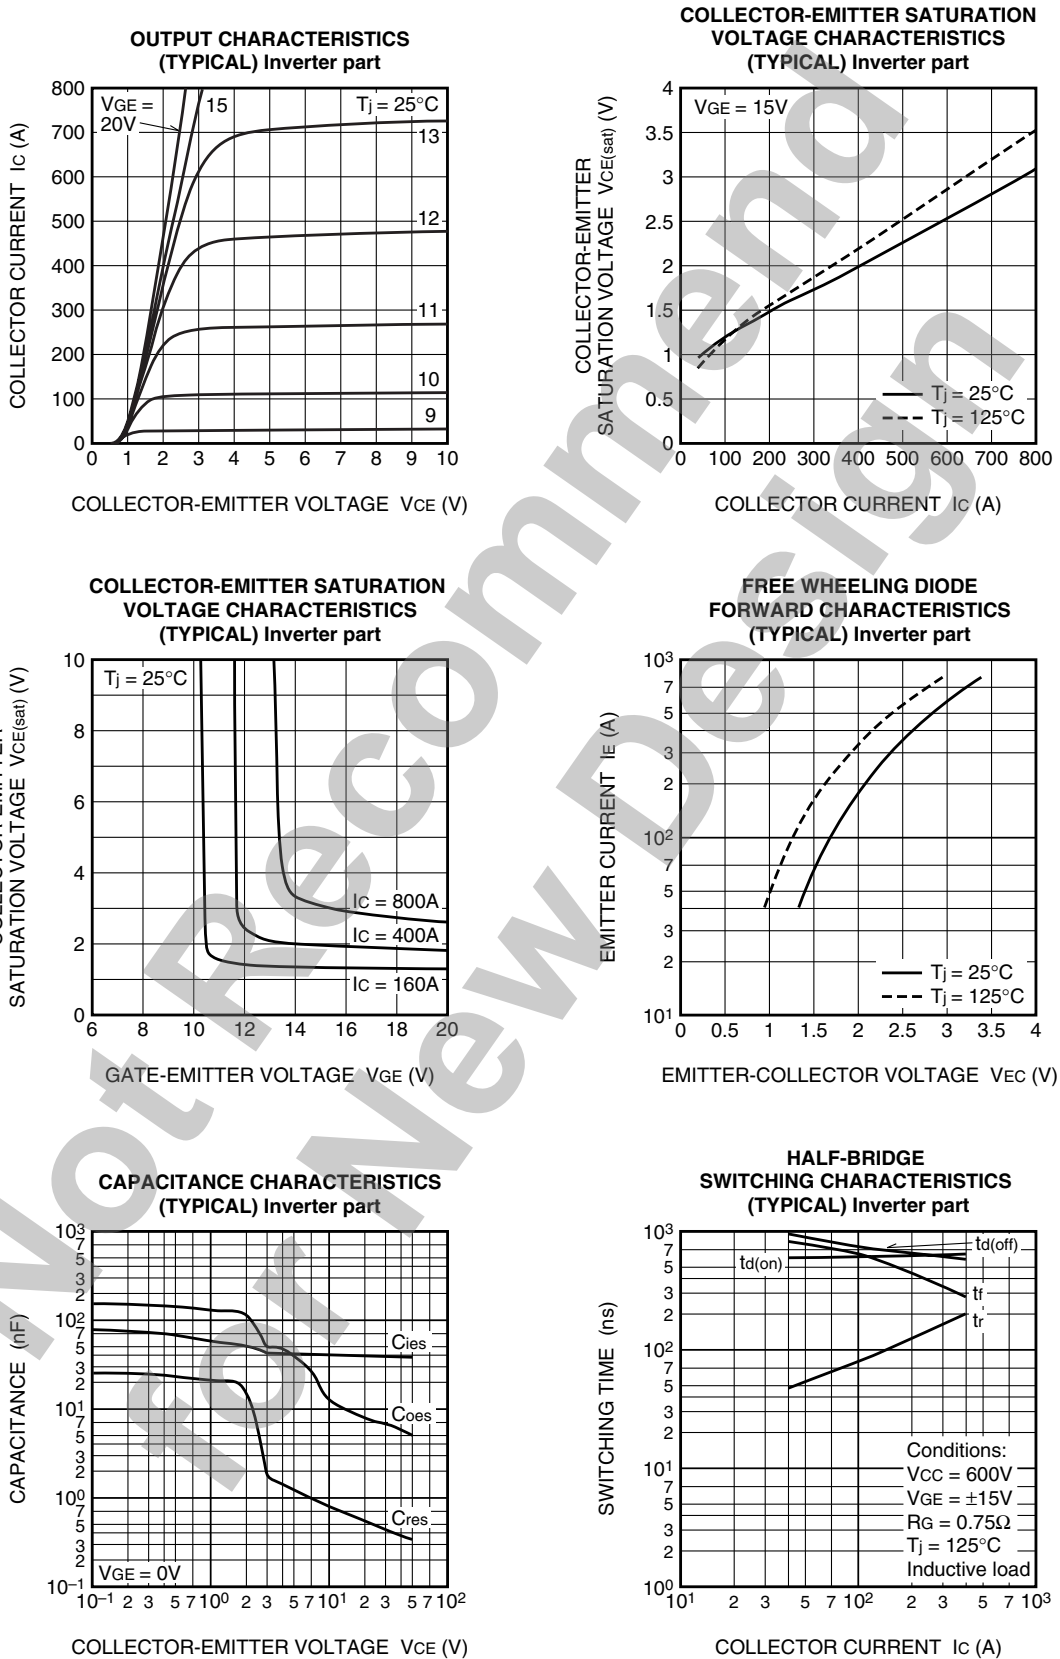 OUTPUT CHARACTERISTICS
(TYPICAL) Inverter part
COLLECTOR CURRENT IC (A)
800
700
600
500
400
300
200
100
0
VGE =
20V
15
Tj = 25°C
13
12
11
10
9
0 1 2 3 4 5 6 7 8 9 10
COLLECTOR-EMITTER VOLTAGE VCE (V)
COLLECTOR-EMITTER SATURATION
VOLTAGE CHARACTERISTICS
(TYPICAL) Inverter part
COLLECTOR-EMITTER
SATURATION VOLTAGE VCE(sat) (V)
4
3.5
3
2.5
2
1.5
1
0.5
0
VGE = 15V
Tj = 25°C
Tj = 125°C
0 100 200 300 400 500 600 700 800
COLLECTOR CURRENT IC (A)
COLLECTOR-EMITTER SATURATION
VOLTAGE CHARACTERISTICS
(TYPICAL) Inverter part
SATURATION VOLTAGE VCE(sat) (V)
10
8
6
4
2
0
Tj = 25°C
IC = 800A
IC = 400A
IC = 160A
6 8 10 12 14 16 18 20
GATE-EMITTER VOLTAGE VGE (V)
FREE WHEELING DIODE
FORWARD CHARACTERISTICS
(TYPICAL) Inverter part
EMITTER CURRENT IE (A)
10³
7
5
3
2
10²
7
5
3
2
10¹
Tj = 25°C
Tj = 125°C
0 0.5 1 1.5 2 2.5 3 3.5 4
EMITTER-COLLECTOR VOLTAGE VEC (V)
CAPACITANCE CHARACTERISTICS
(TYPICAL) Inverter part
CAPACITANCE (nF)
10³
7
5
3
2
10²
7
5
3
2
10¹
7
5
3
2
10⁰
7
5
3
2
10⁻¹
Cies
Coes
Cres
VGE = 0V
10⁻¹ 2 3 5 7 10⁰ 2 3 5 7 10¹ 2 3 5 7 10²
COLLECTOR-EMITTER VOLTAGE VCE (V)
HALF-BRIDGE
SWITCHING CHARACTERISTICS
(TYPICAL) Inverter part
SWITCHING TIME (ns)
10³
7
5
3
2
10²
7
5
3
2
10¹
7
5
3
2
10⁰
td(off)
td(on)
tf
tr
Conditions:
VCC = 600V
VGE = ±15V
RG = 0.75Ω
Tj = 125°C
Inductive load
10¹ 2 3 5 7 10² 2 3 5 7 10³
COLLECTOR CURRENT IC (A)
Not Recommend
for New Design